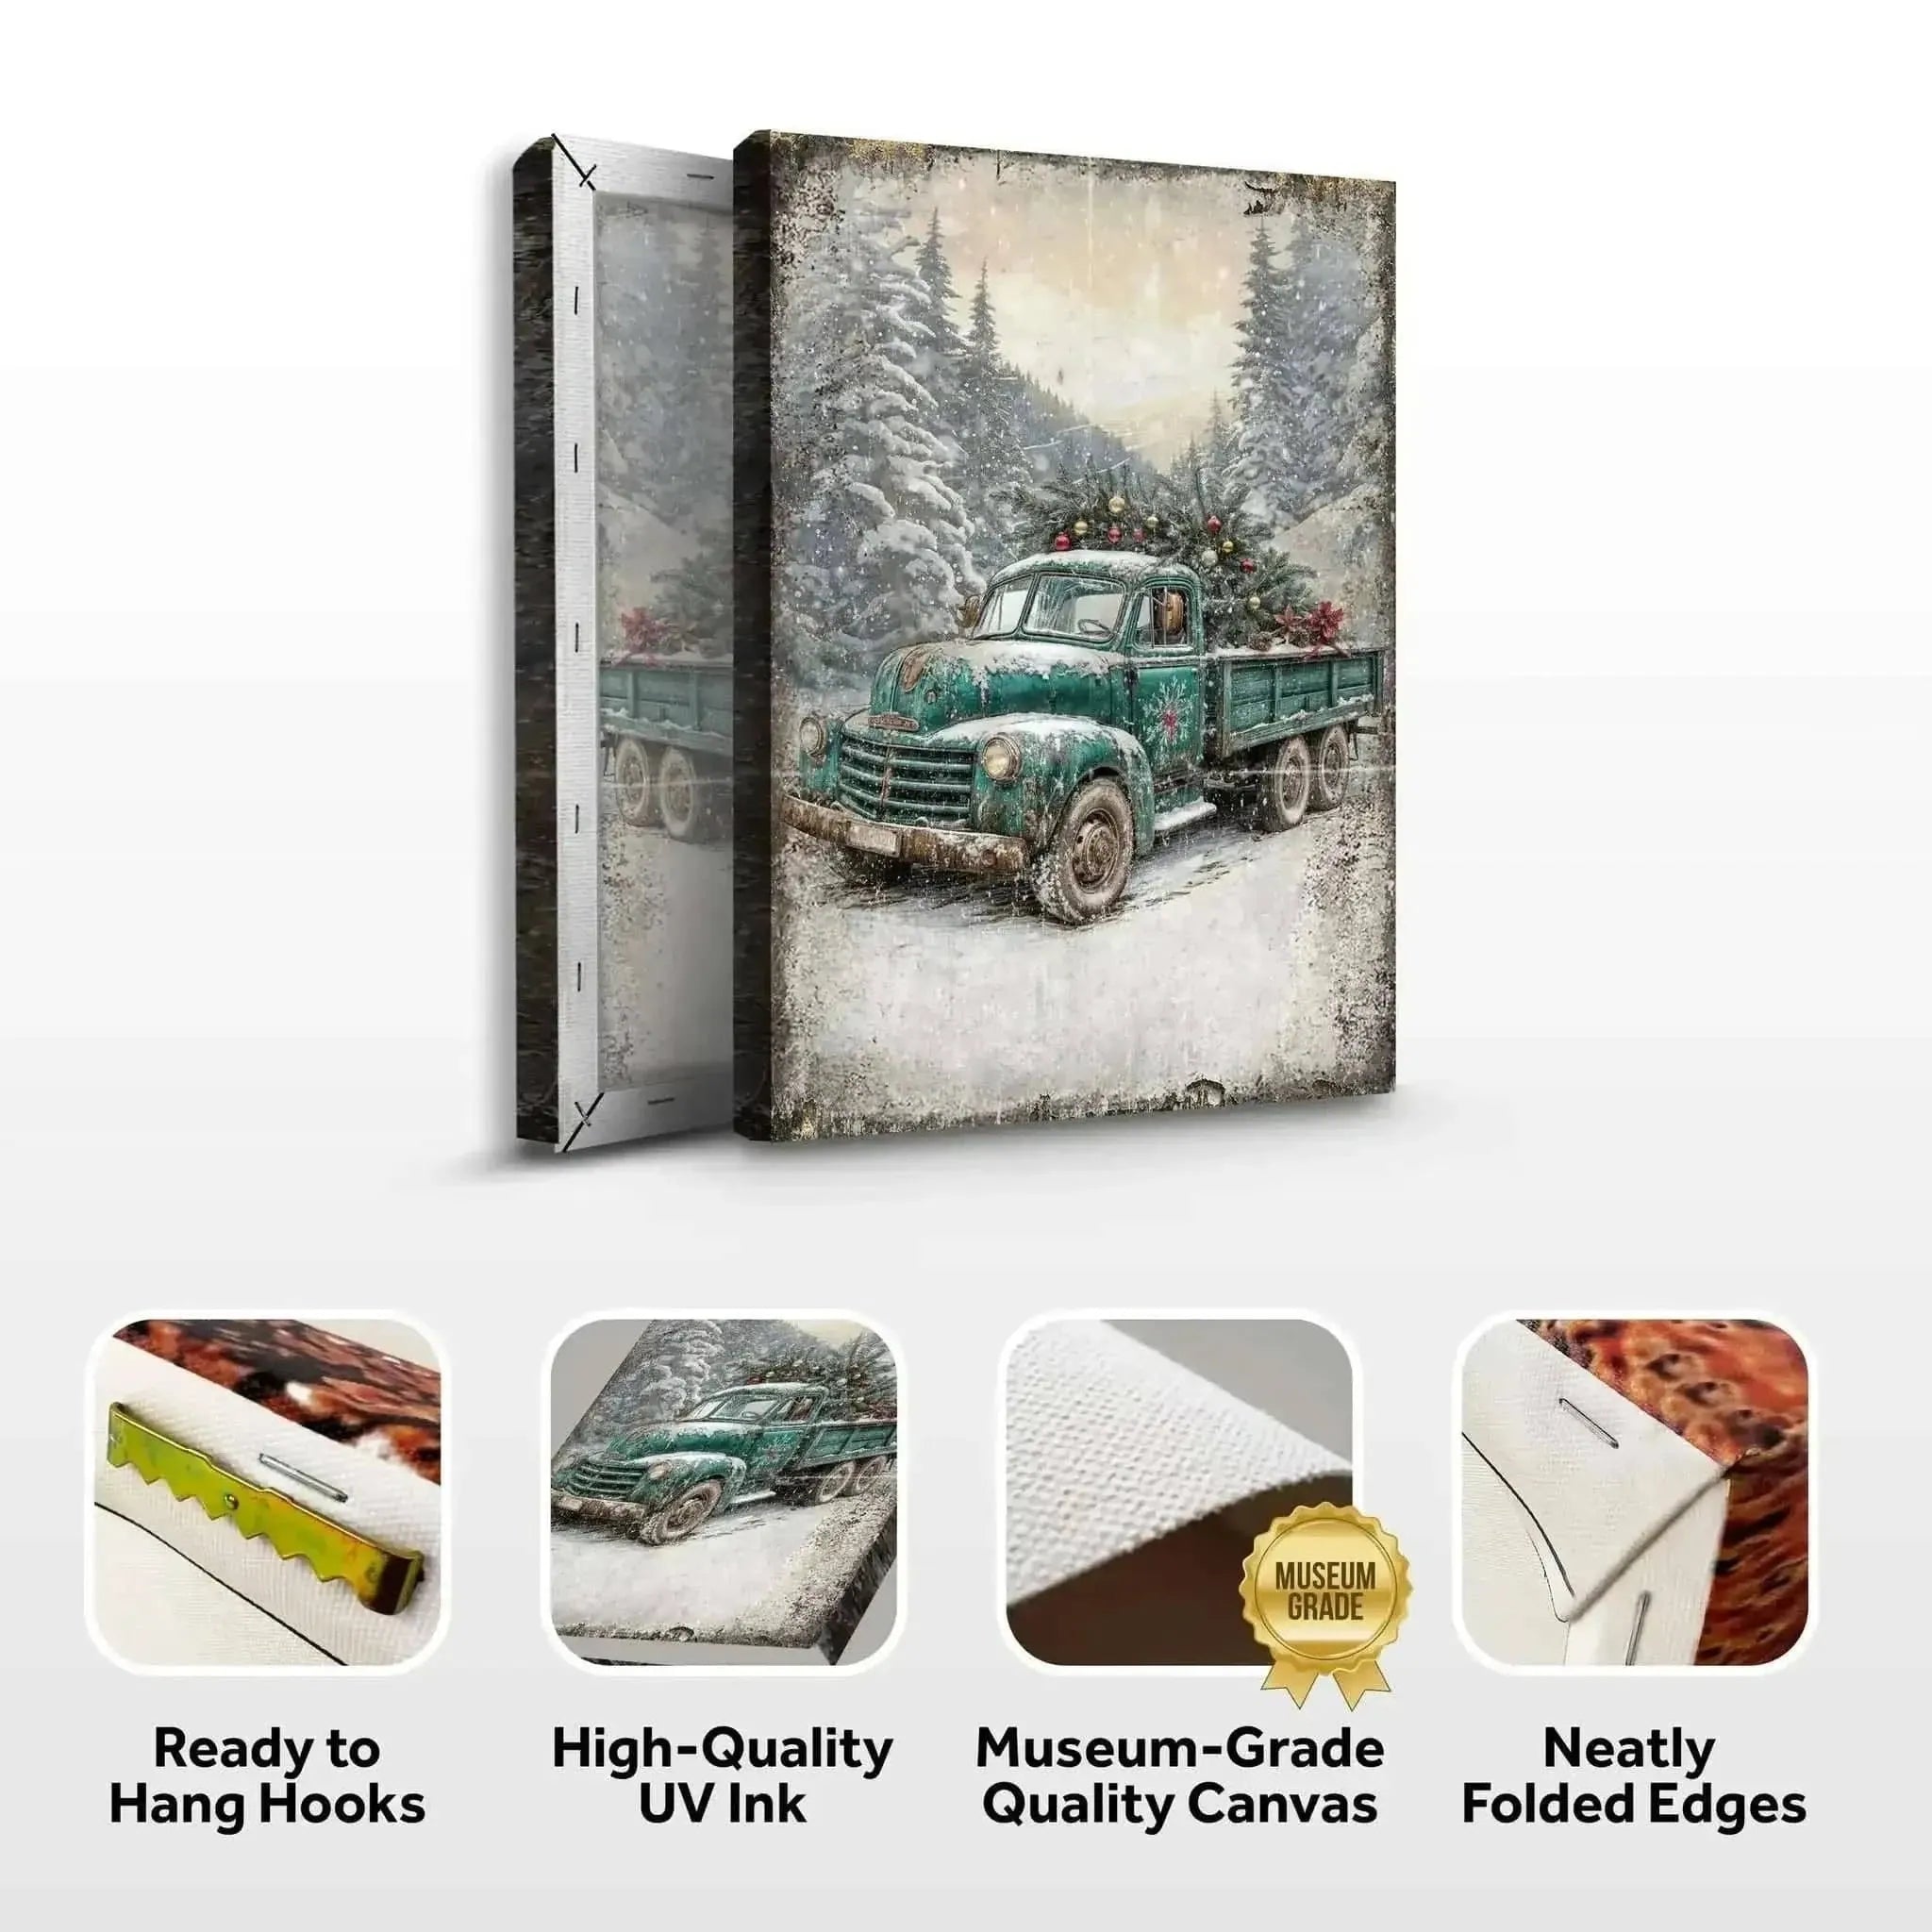 MUSEUM
GRADE
Ready to
Hang Hooks
High-Quality
UV Ink
Museum-Grade
Quality Canvas
Neatly
Folded Edges